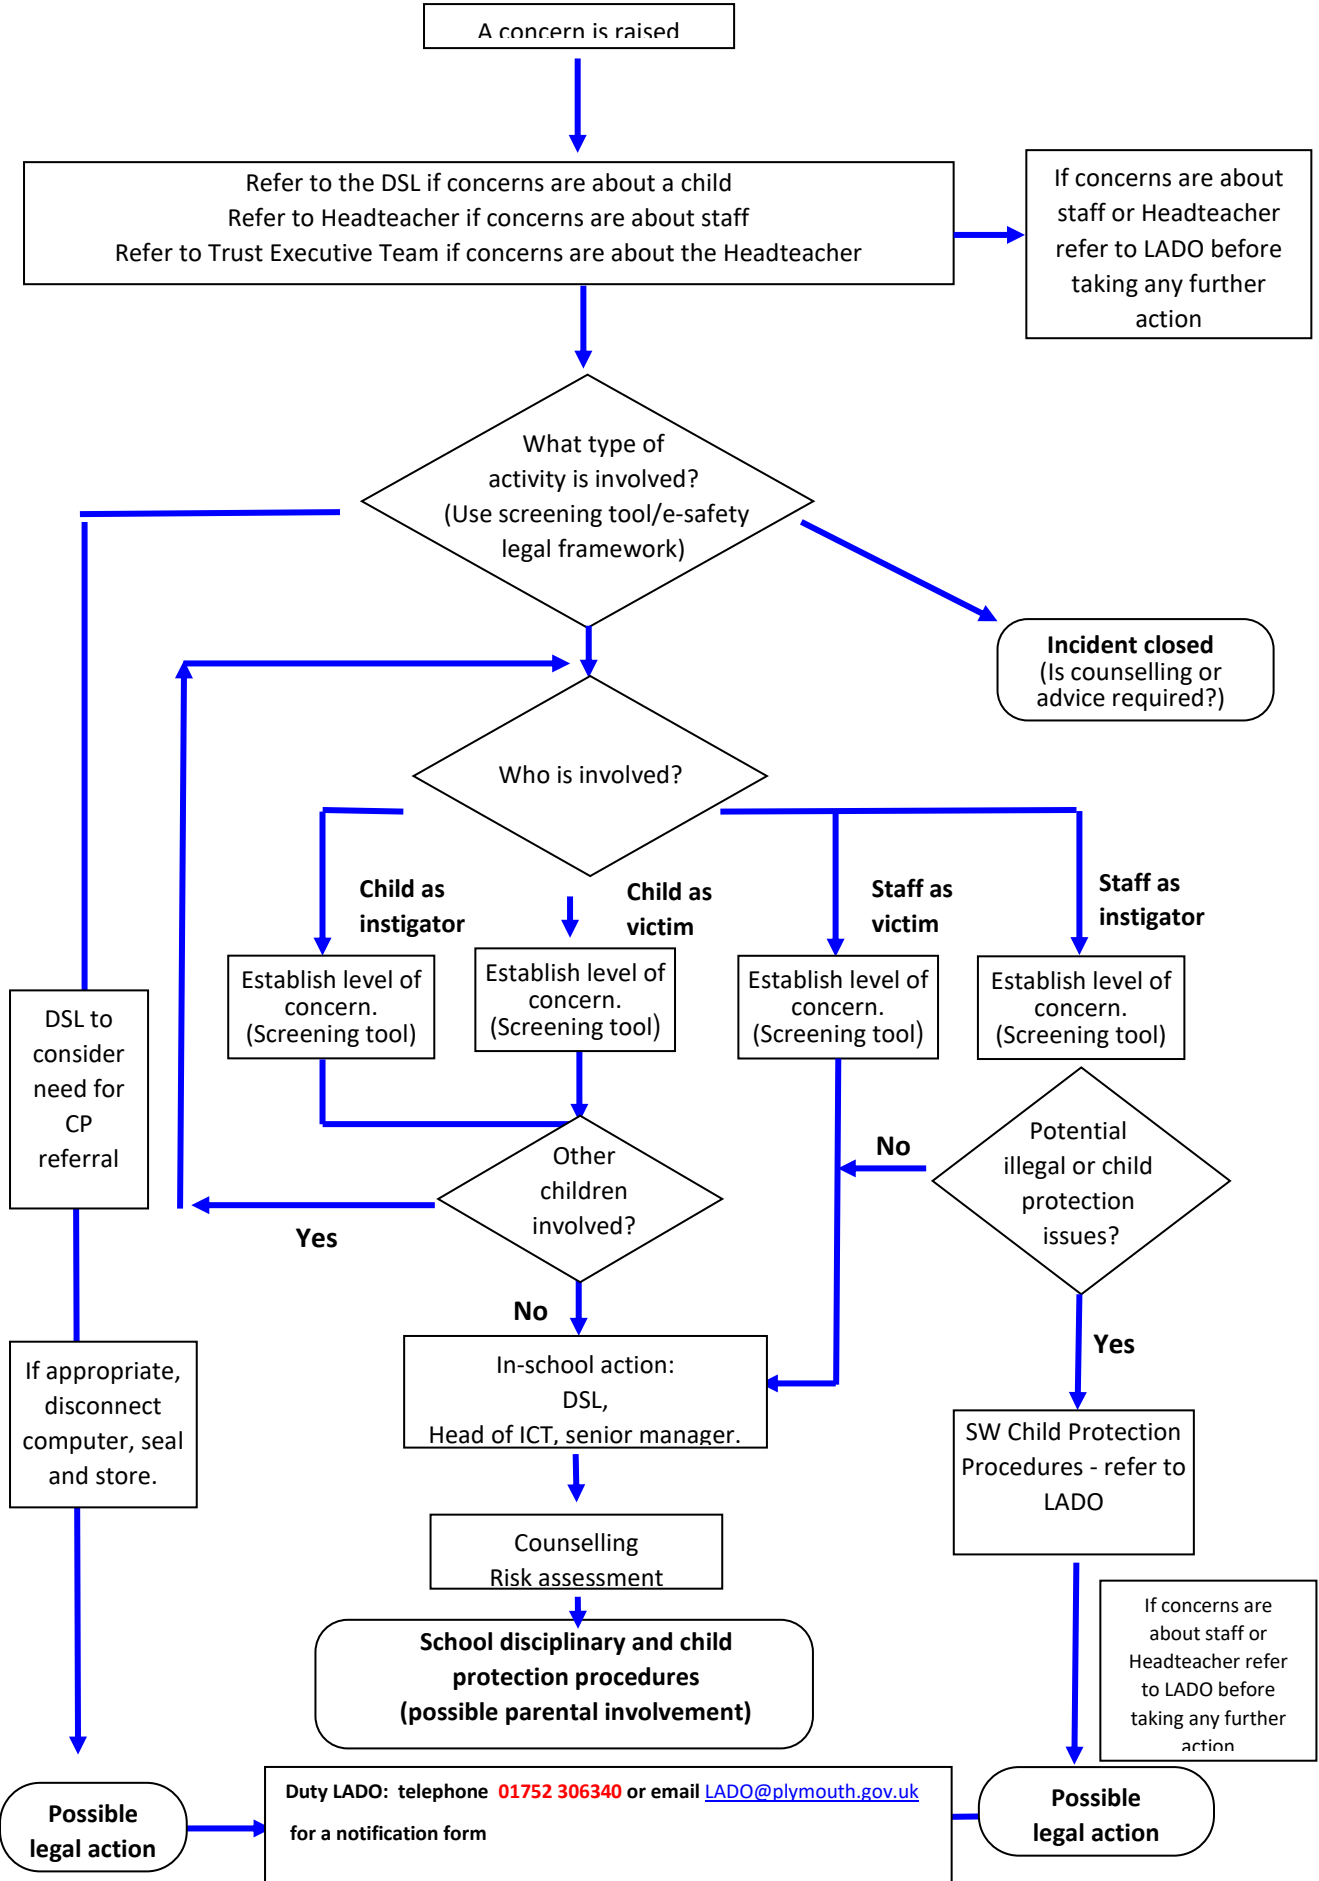 A concern is raised
Refer to the DSL if concerns are about a child
Refer to Headteacher if concerns are about staff
Refer to Trust Executive Team if concerns are about the Headteacher
If concerns are about
staff or Headteacher
refer to LADO before
taking any further
action
What type of
activity is involved?
(Use screening tool/e-safety
legal framework)
Incident closed
(Is counselling or
advice required?)
Who is involved?
Child as
instigator
Child as
victim
Staff as
victim
Staff as
instigator
Establish level of
concern.
(Screening tool)
Establish level of
concern.
(Screening tool)
Establish level of
concern.
(Screening tool)
Establish level of
concern.
(Screening tool)
DSL to
consider
need for
CP
referral
Other
children
involved?
Yes
No
Potential
illegal or child
protection
issues?
No
Yes
If appropriate,
disconnect
computer, seal
and store.
In-school action:
DSL,
Head of ICT, senior manager.
SW Child Protection
Procedures - refer to
LADO
Counselling
Risk assessment
If concerns are
about staff or
Headteacher refer
to LADO before
taking any further
action
School disciplinary and child
protection procedures
(possible parental involvement)
Possible
legal action
Duty LADO: telephone 01752 306340 or email LADO@plymouth.gov.uk
for a notification form
Possible
legal action